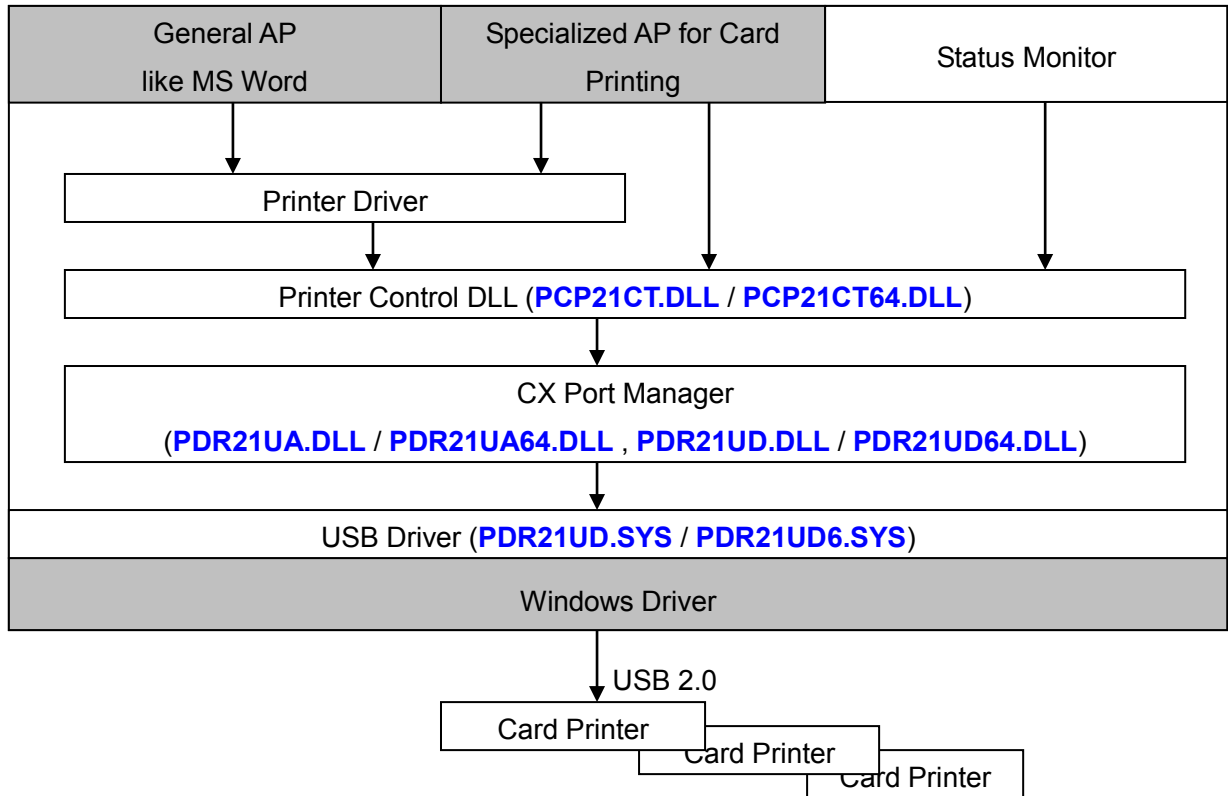 General AP
like MS Word
Specialized AP for Card
Printing
Status Monitor
Printer Driver
Printer Control DLL (PCP21CT.DLL / PCP21CT64.DLL)
CX Port Manager
(PDR21UA.DLL / PDR21UA64.DLL , PDR21UD.DLL / PDR21UD64.DLL)
USB Driver (PDR21UD.SYS / PDR21UD6.SYS)
Windows Driver
USB 2.0
Card Printer
Card Printer
Card Printer